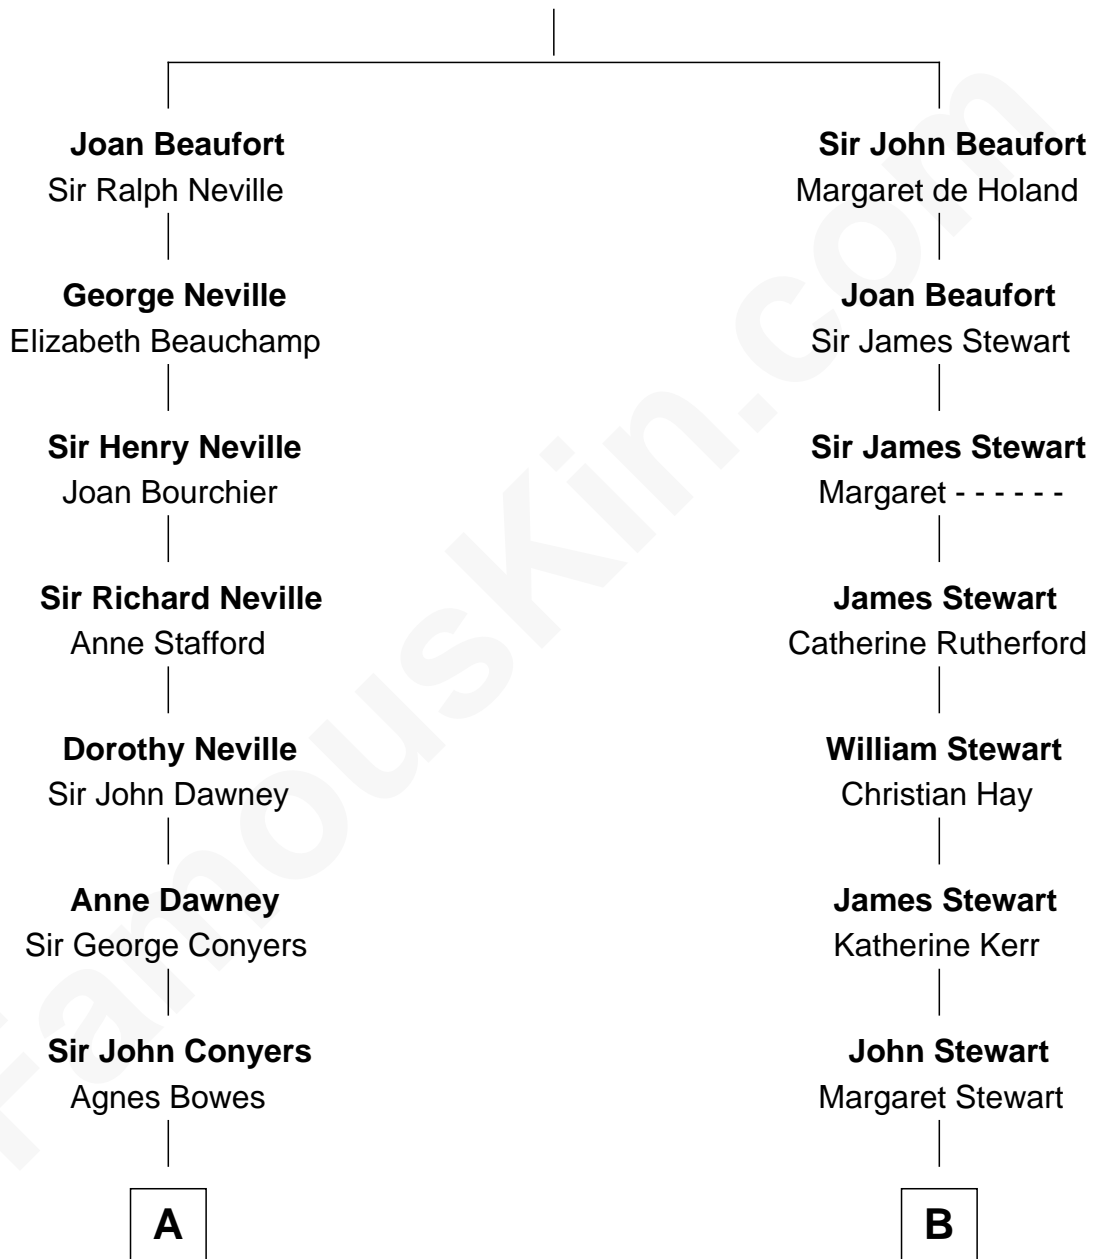 Joan Beaufort
Sir Ralph Neville
George Neville
Elizabeth Beauchamp
Sir Henry Neville
Joan Bourchier
Sir Richard Neville
Anne Stafford
Dorothy Neville
Sir John Dawney
Anne Dawney
Sir George Conyers
Sir John Conyers
Agnes Bowes
A
Sir John Beaufort
Margaret de Holand
Joan Beaufort
Sir James Stewart
Sir James Stewart
Margaret - - - - - -
James Stewart
Catherine Rutherford
William Stewart
Christian Hay
James Stewart
Katherine Kerr
John Stewart
Margaret Stewart
B
FamousKin.com